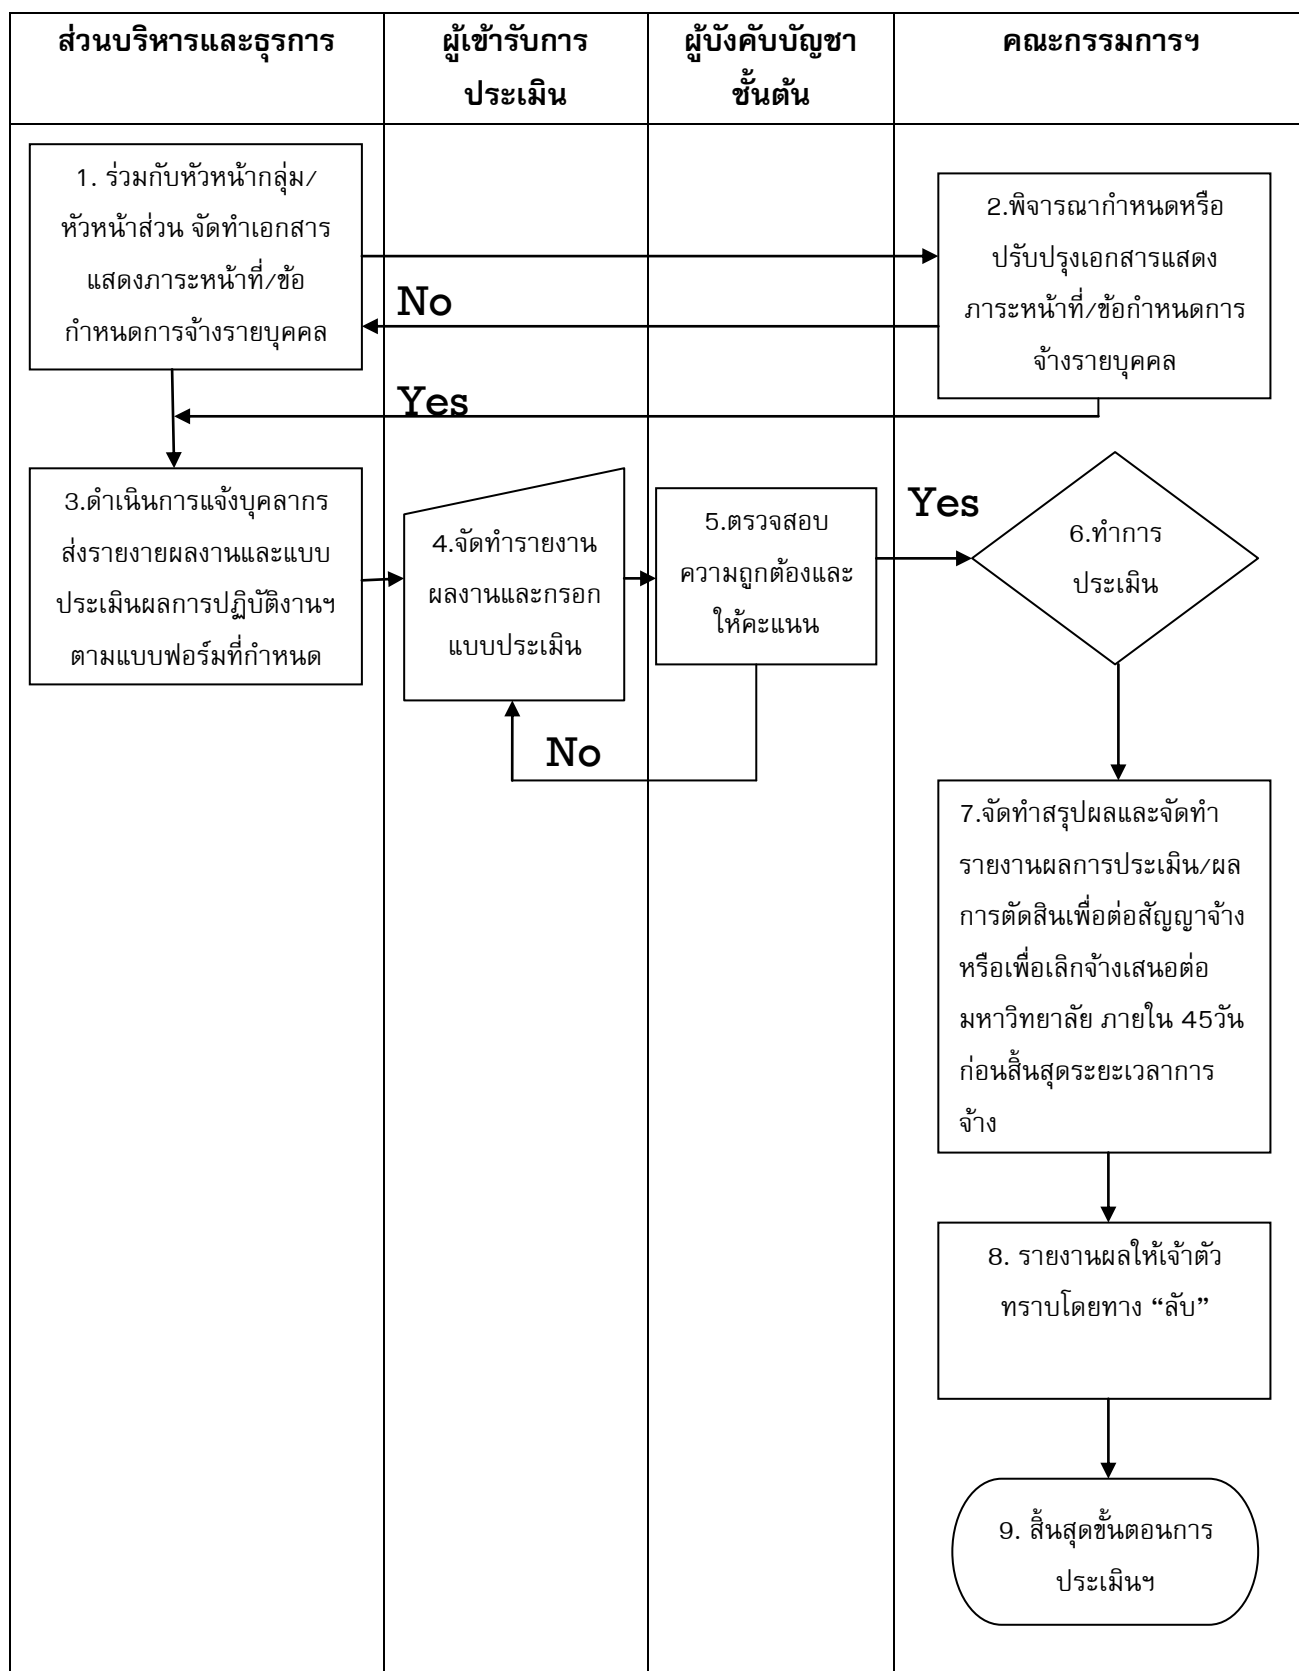 ส่วนบริหารและธุรการ
ผู้เข้ารับการ
ประเมิน
ผู้บังคับบัญชา
ชั้นต้น
คณะกรรมการฯ
1. ร่วมกับหัวหน้ากลุ่ม/
หัวหน้าส่วน จัดทำเอกสาร
แสดงภาระหน้าที่/ข้อ
กำหนดการจ้างรายบุคคล
2.พิจารณากำหนดหรือ
ปรับปรุงเอกสารแสดง
ภาระหน้าที่/ข้อกำหนดการ
จ้างรายบุคคล
No
Yes
3.ดำเนินการแจ้งบุคลากร
ส่งรายงายผลงานและแบบ
ประเมินผลการปฏิบัติงานฯ
ตามแบบฟอร์มที่กำหนด
4.จัดทำรายงาน
ผลงานและกรอก
แบบประเมิน
5.ตรวจสอบ
ความถูกต้องและ
ให้คะแนน
Yes
6.ทำการ
ประเมิน
No
7.จัดทำสรุปผลและจัดทำ
รายงานผลการประเมิน/ผล
การตัดสินเพื่อต่อสัญญาจ้าง
หรือเพื่อเลิกจ้างเสนอต่อ
มหาวิทยาลัย ภายใน 45วัน
ก่อนสิ้นสุดระยะเวลาการ
จ้าง
8. รายงานผลให้เจ้าตัว
ทราบโดยทาง “ลับ”
9. สิ้นสุดขั้นตอนการ
ประเมินฯ